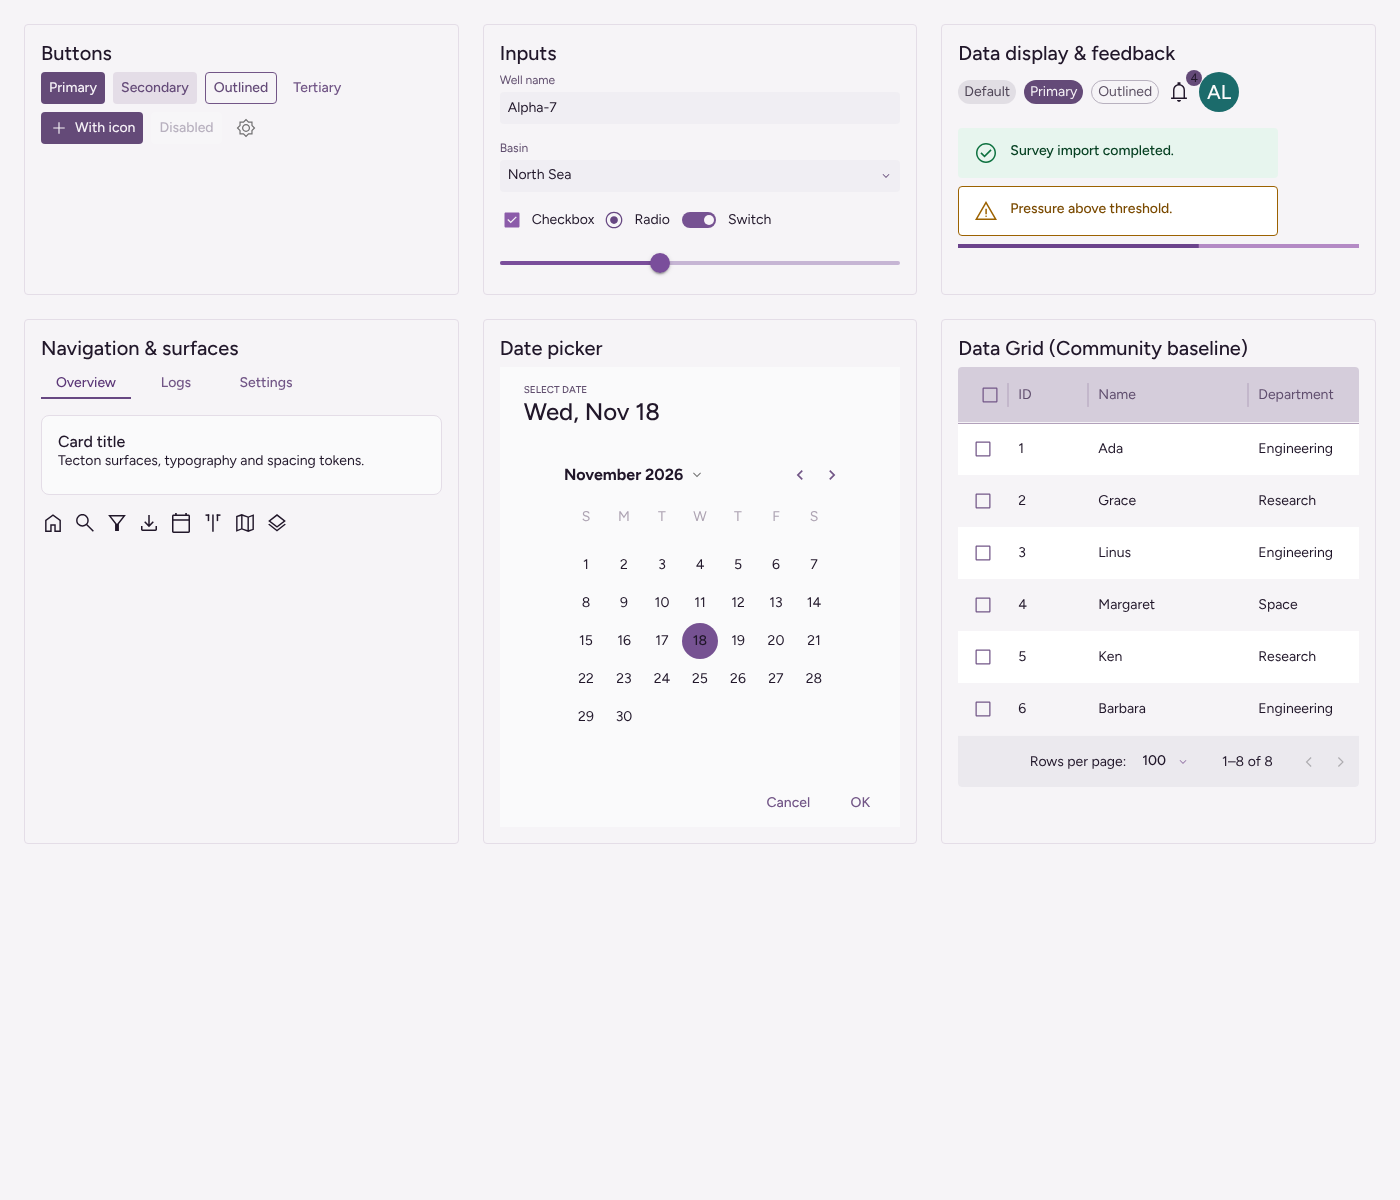 Buttons
Primary
Secondary
Outlined
Tertiary
With icon
Disabled
Inputs
Well name
Alpha-7
Basin
North Sea
Checkbox
Radio
Switch
Data display & feedback
Default
Primary
Outlined
4
AL
Survey import completed.
Pressure above threshold.
Navigation & surfaces
Overview
Logs
Settings
Card title
Tecton surfaces, typography and spacing tokens.
Date picker
SELECT DATE
Wed, Nov 18
November 2026
S M T W T F S
1 2 3 4 5 6 7
8 9 10 11 12 13 14
15 16 17 18 19 20 21
22 23 24 25 26 27 28
29 30
Cancel OK
Data Grid (Community baseline)
ID Name Department
1 Ada Engineering
2 Grace Research
3 Linus Engineering
4 Margaret Space
5 Ken Research
6 Barbara Engineering
Rows per page: 100 1–8 of 8